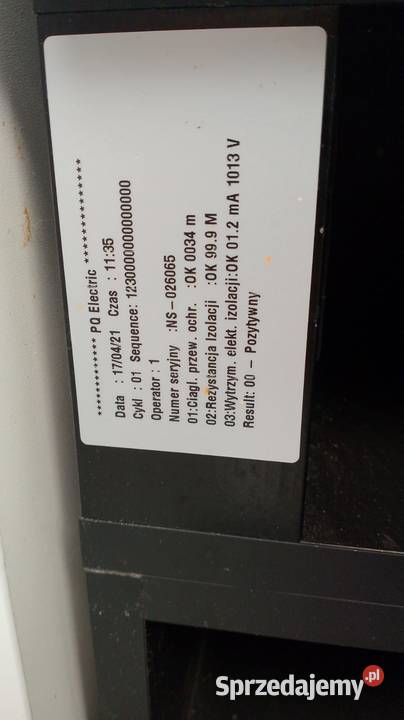 ************* PQ Electric ****************
Data : 17/04/21 Czas : 11:35
Cykl : 01 Sequence: 1230000000000000
Operator : 1
Numer seryjny :NS-026065
01:Ciagl. przew. ochr. :OK 0034 m
02:Rezystancja Izolacji :OK 99.9 M
03:Wytrzym. elekt. izolacji:OK 01.2 mA 1013 V
Result: 00 - Pozytywny
Sprzedajemy.pl